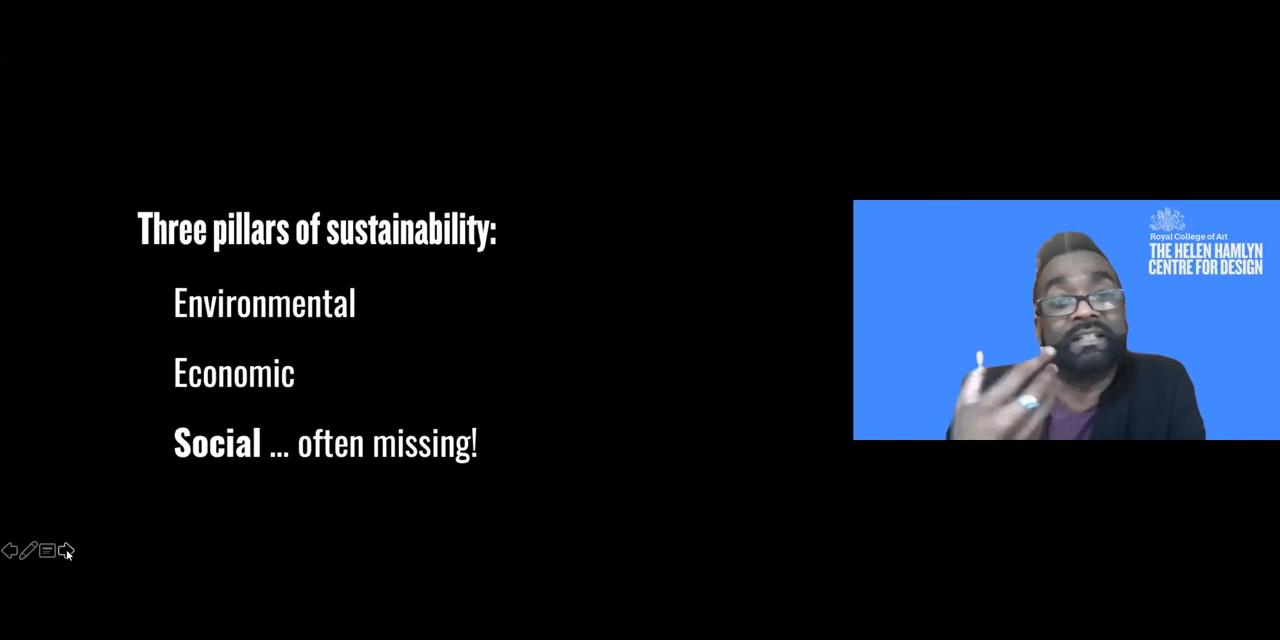 Three pillars of sustainability:
Environmental
Economic
Social ... often missing!
Royal College of Art
THE HELEN HAMLYN
CENTRE FOR DESIGN